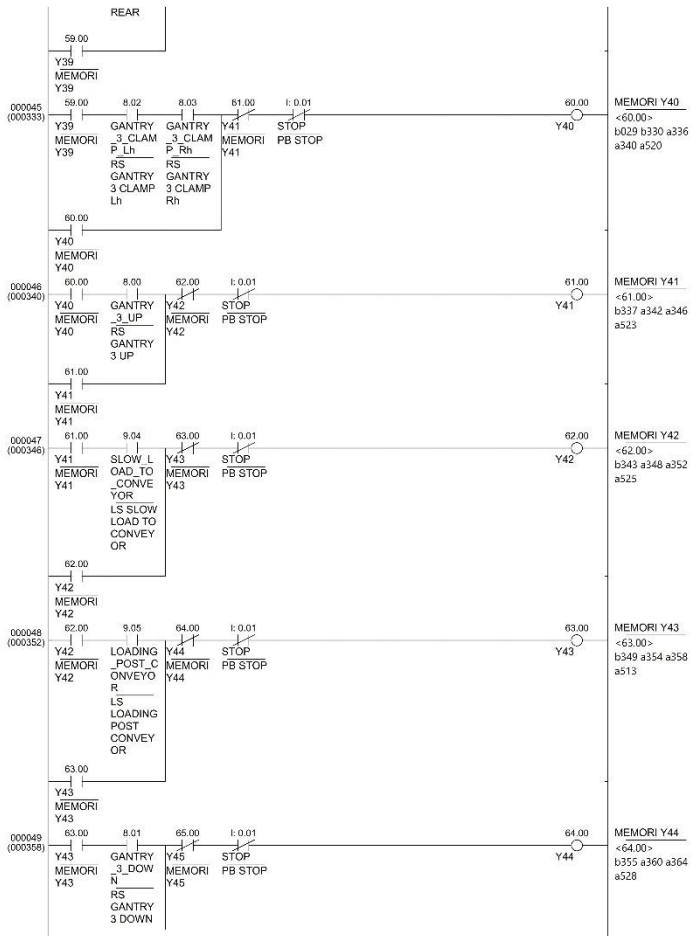 REAR
59.00
Y39
MEMORI
Y39
000045
(000333)
59.00 8.02 8.03 61.00 I: 0.01 60.00
Y39 GANTRY GANTRY Y41 STOP Y40
MEMORI _3_CLAM _3_CLAM MEMORI PB STOP
Y39 P_Lh P_Rh Y41
RS RS
GANTRY GANTRY
3 CLAMP 3 CLAMP
Lh Rh
MEMORI Y40
<60.00>
b029 b330 a336
a340 a520
60.00
Y40
MEMORI
Y40
000046
(000340)
60.00 8.00 62.00 I: 0.01 61.00
Y40 GANTRY Y42 STOP Y41
MEMORI _3_UP MEMORI PB STOP
Y40 RS Y42
GANTRY
3 UP
MEMORI Y41
<61.00>
b337 a342 a346
a523
61.00
Y41
MEMORI
Y41
000047
(000346)
61.00 9.04 63.00 I: 0.01 62.00
Y41 SLOW_L Y43 STOP Y42
MEMORI OAD_TO MEMORI PB STOP
Y41 _CONVE Y43
YOR
LS SLOW
LOAD TO
CONVEY
OR
MEMORI Y42
<62.00>
b343 a348 a352
a525
62.00
Y42
MEMORI
Y42
000048
(000352)
62.00 9.05 64.00 I: 0.01 63.00
Y42 LOADING Y44 STOP Y43
MEMORI _POST_C MEMORI PB STOP
Y42 ONVEYO Y44
R
LS
LOADING
POST
CONVEY
OR
MEMORI Y43
<63.00>
b349 a354 a358
a513
63.00
Y43
MEMORI
Y43
000049
(000358)
63.00 8.01 65.00 I: 0.01 64.00
Y43 GANTRY Y45 STOP Y44
MEMORI _3_DOW MEMORI PB STOP
Y43 N Y45
RS
GANTRY
3 DOWN
MEMORI Y44
<64.00>
b355 a360 a364
a528